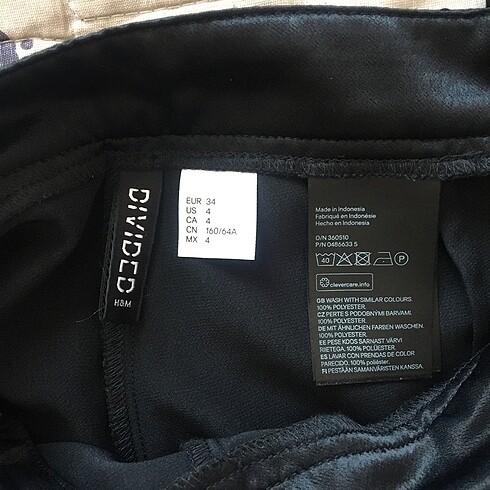 DIVIDED
H&M
EUR 34
US 4
CA 4
CN 160/64A
MX 4
Made in Indonesia
Fabriqué en Indonésie
Hecho en Indonesia
O/N 360510
P/N 0486633 5
40
P
clevercare.info
GB WASH WITH SIMILAR COLOURS.
100% POLYESTER.
CZ PERTE S PODOBNÝMI BARVAMI.
100% POLYESTER.
DE MIT ÄHNLICHEN FARBEN WASCHEN.
100% POLYESTER.
EE PESE KOOS SARNAST VÄRVI
RIIETEGA. 100% POLÜESTER.
ES LAVAR CON PRENDAS DE COLOR
PARECIDO. 100% poliéster.
FI PESTÄÄN SAMANVÄRISTEN KANSSA.